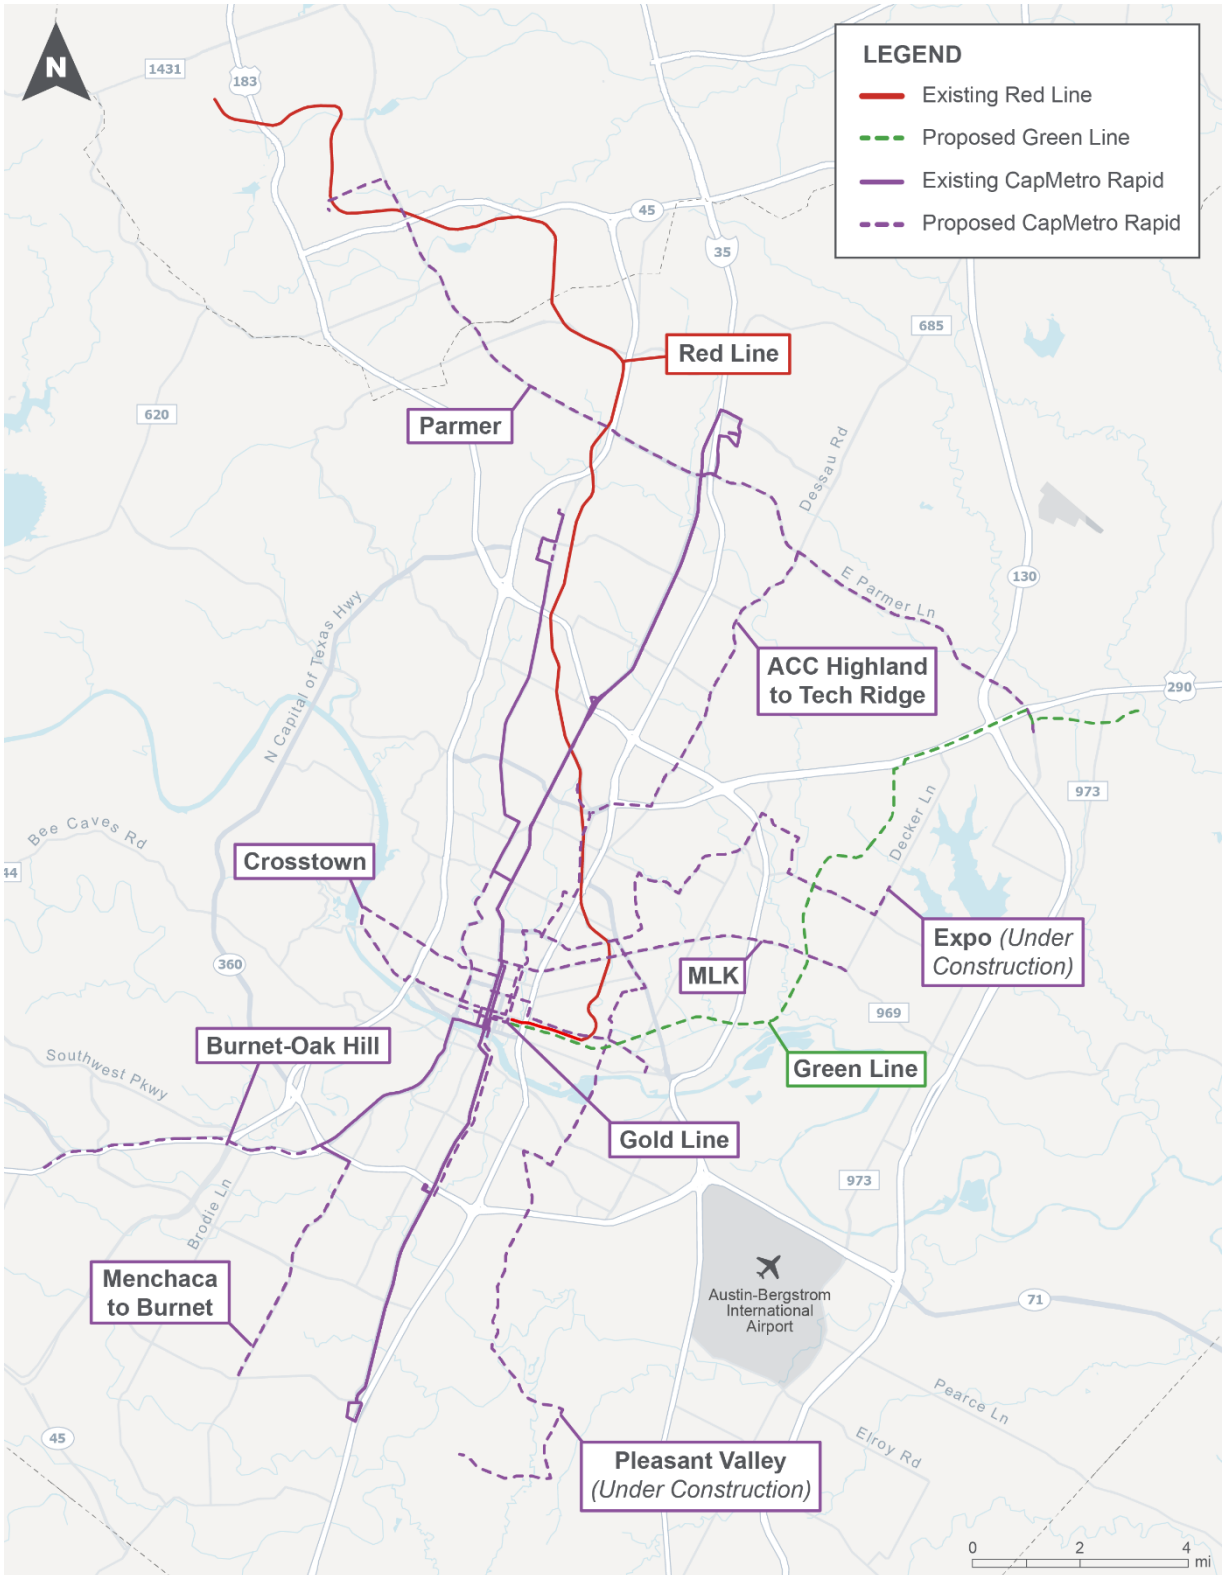 N
1431
183
LEGEND
Existing Red Line
Proposed Green Line
Existing CapMetro Rapid
Proposed CapMetro Rapid
45
35
685
Red Line
620
Parmer
Dessau Rd
130
E Parmer Ln
N Capital of Texas Hwy
ACC Highland
to Tech Ridge
290
973
Decker Ln
Bee Caves Rd
44
Crosstown
Expo (Under
Construction)
360
MLK
969
Burnet-Oak Hill
Southwest Pkwy
Green Line
Gold Line
973
Brodie Ln
Menchaca
to Burnet
Austin-Bergstrom
International
Airport
71
Pearce Ln
45
Elroy Rd
Pleasant Valley
(Under Construction)
0 2 4
mi